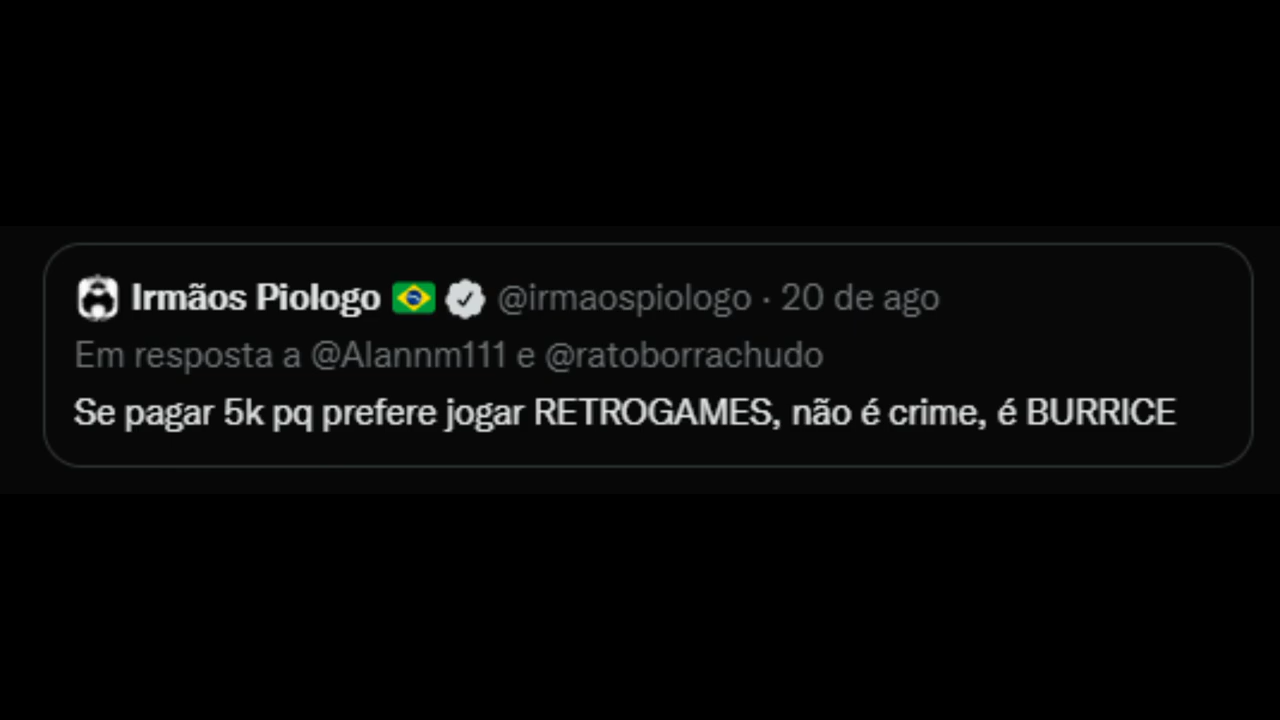 Irmãos Piologo 🇧🇷 @irmaospiologo · 20 de ago
Em resposta a @Alannm111 e @ratoborrachudo
Se pagar 5k pq prefere jogar RETROGAMES, não é crime, é BURRICE